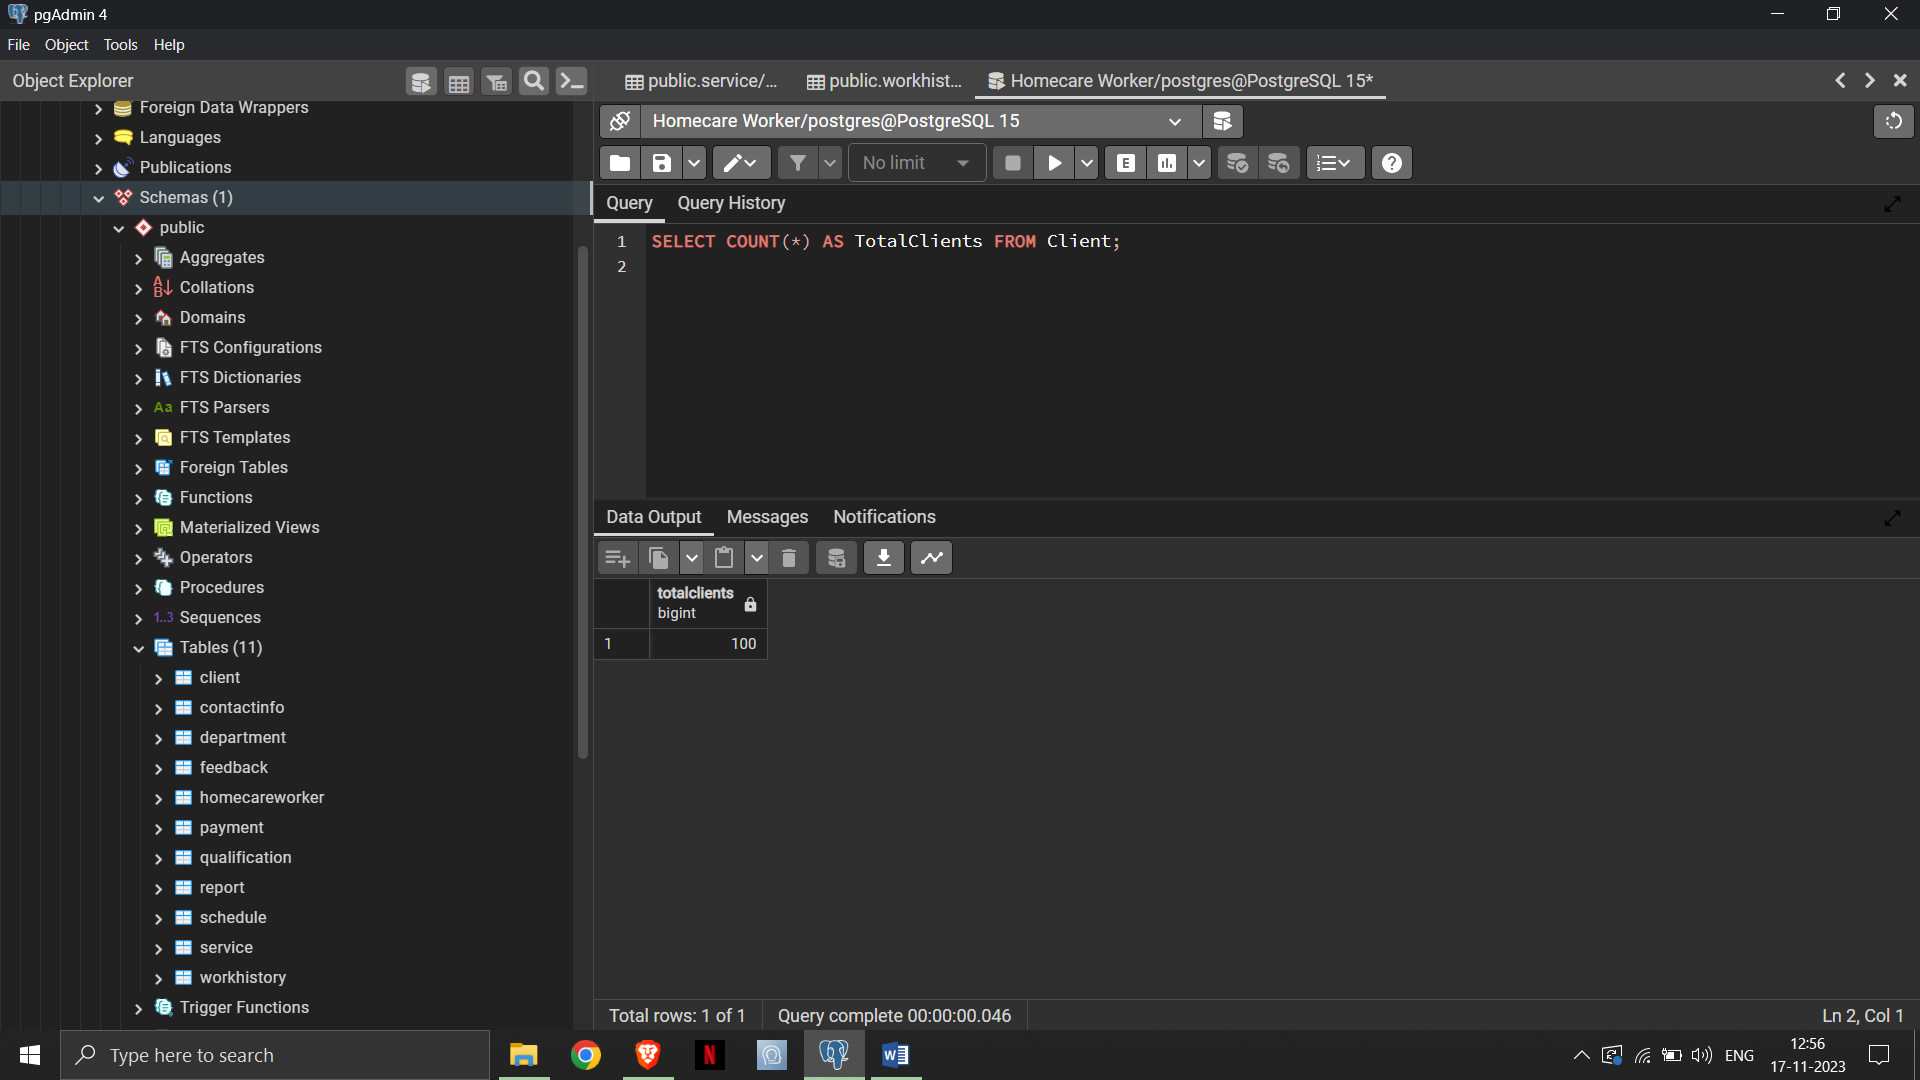 pgAdmin 4
File Object Tools Help
Object Explorer
public.service/...
public.workhist...
Homecare Worker/postgres@PostgreSQL 15*
Homecare Worker/postgres@PostgreSQL 15
No limit
E
Query Query History
1 SELECT COUNT(*) AS TotalClients FROM Client;
2
Foreign Data Wrappers
Languages
Publications
Schemas (1)
public
Aggregates
Collations
Domains
FTS Configurations
FTS Dictionaries
Aa FTS Parsers
FTS Templates
Foreign Tables
Functions
Materialized Views
Operators
Procedures
1..3 Sequences
Tables (11)
client
contactinfo
department
feedback
homecareworker
payment
qualification
report
schedule
service
workhistory
Trigger Functions
Data Output Messages Notifications
totalclients
bigint
1 100
Total rows: 1 of 1 Query complete 00:00:00.046 Ln 2, Col 1
Type here to search
ENG
12:56
17-11-2023